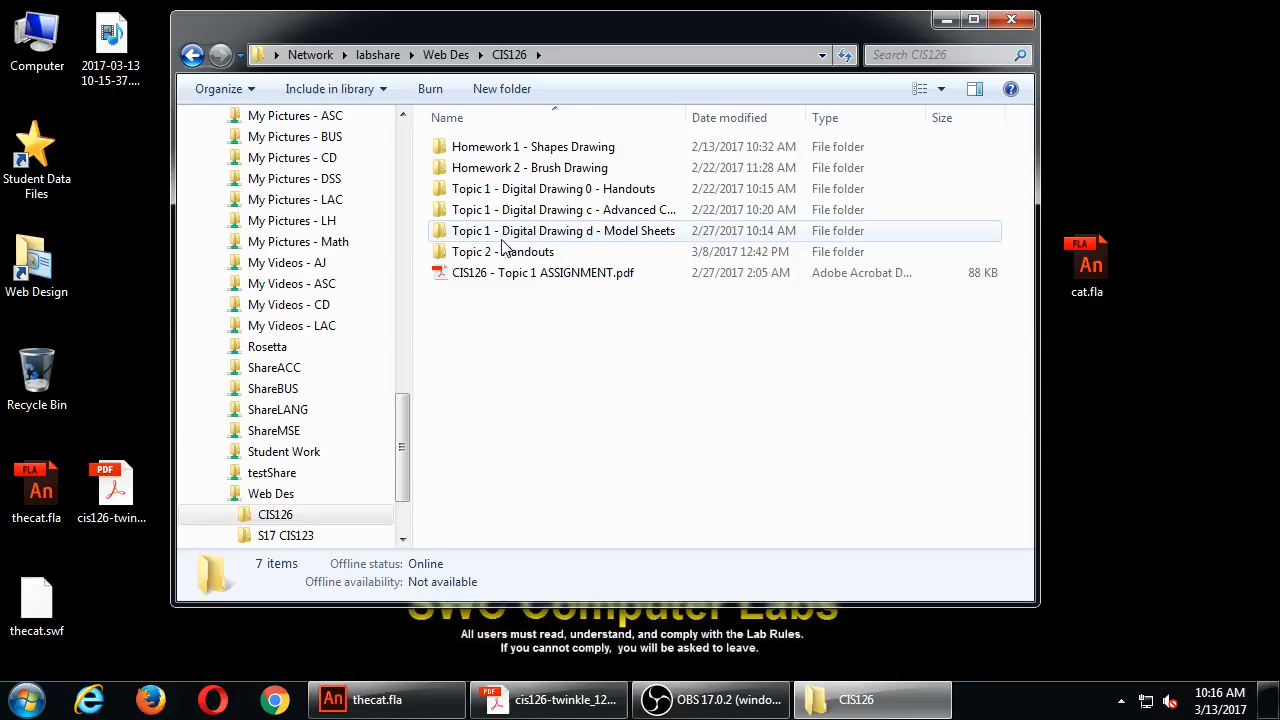 Computer
2017-03-13
10-15-37....
Student Data
Files
Web Design
Recycle Bin
FLA
An
thecat.fla
PDF
cis126-twin...
thecat.swf
Network
labshare
Web Des
CIS126
Search CIS126
Organize
Include in library
Burn
New folder
My Pictures - ASC
My Pictures - BUS
My Pictures - CD
My Pictures - DSS
My Pictures - LAC
My Pictures - LH
My Pictures - Math
My Videos - AJ
My Videos - ASC
My Videos - CD
My Videos - LAC
Rosetta
ShareACC
ShareBUS
ShareLANG
ShareMSE
Student Work
testShare
Web Des
CIS126
S17 CIS123
Name Date modified Type Size
Homework 1 - Shapes Drawing 2/13/2017 10:32 AM File folder
Homework 2 - Brush Drawing 2/22/2017 11:28 AM File folder
Topic 1 - Digital Drawing 0 - Handouts 2/22/2017 10:15 AM File folder
Topic 1 - Digital Drawing c - Advanced C... 2/22/2017 10:20 AM File folder
Topic 1 - Digital Drawing d - Model Sheets 2/27/2017 10:14 AM File folder
Topic 2 - Handouts 3/8/2017 12:42 PM File folder
CIS126 - Topic 1 ASSIGNMENT.pdf 2/27/2017 2:05 AM Adobe Acrobat D... 88 KB
7 items Offline status: Online
Offline availability: Not available
FLA
An
cat.fla
SWC Computer Labs
All users must read, understand, and comply with the Lab Rules.
If you cannot comply, you will be asked to leave.
An
thecat.fla
PDF
cis126-twinkle_12...
OBS 17.0.2 (windo...
CIS126
10:16 AM
3/13/2017